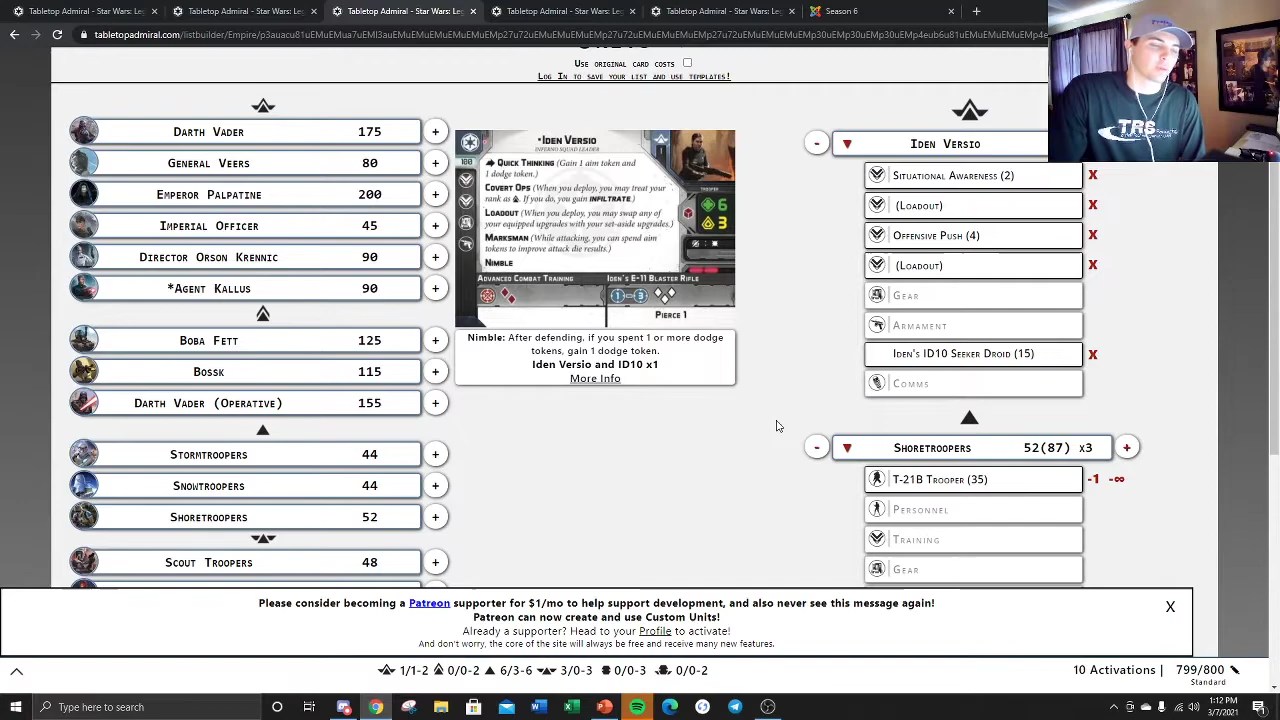 Tabletop Admiral - Star Wars: Le
Tabletop Admiral - Star Wars: Le
Tabletop Admiral - Star Wars: Le
Tabletop Admiral - Star Wars: Le
Tabletop Admiral - Star Wars: Le
Season 6
Use original card costs
Log In to save your list and use templates!
Darth Vader 175 +
General Veers 80 +
Emperor Palpatine 200 +
Imperial Officer 45 +
Director Orson Krennic 90 +
*Agent Kallus 90 +
Boba Fett 125 +
Bossk 115 +
Darth Vader (Operative) 155 +
Stormtroopers 44 +
Snowtroopers 44 +
Shoretroopers 52 +
Scout Troopers 48 +
•Iden Versio
Inferno Squad Leader
100
Quick Thinking (Gain 1 aim token and
1 dodge token.)
Covert Ops (When you deploy, you may treat your
rank as . If you do, you gain Infiltrate.)
Loadout (When you deploy, you may swap any of
your equipped upgrades with your set-aside upgrades.)
Marksman (While attacking, you can spend aim
tokens to improve attack die results.)
Nimble
Trooper
6
3
Advanced Combat Training
Iden's E-11 Blaster Rifle
1 3
Pierce 1
Nimble: After defending, if you spent 1 or more dodge
tokens, gain 1 dodge token.
Iden Versio and ID10 x1
More Info
- Iden Versio
Situational Awareness (2) X
(Loadout) X
Offensive Push (4) X
(Loadout) X
Gear
Armament
Iden's ID10 Seeker Droid (15) X
Comms
- Shoretroopers 52(87) x3 +
T-21B Trooper (35) -1 -∞
Personnel
Training
Gear
TRS
Please consider becoming a Patreon supporter for $1/mo to help support development, and also never see this message again!
Patreon can now create and use Custom Units!
Already a supporter? Head to your Profile to activate!
And don't worry, the core of the site will always be free and receive many new features.
X
1/1-2 0/0-2 6/3-6 3/0-3 0/0-3 0/0-2
10 Activations | 799/800
Standard
Type here to search
1:12 PM
3/7/2021